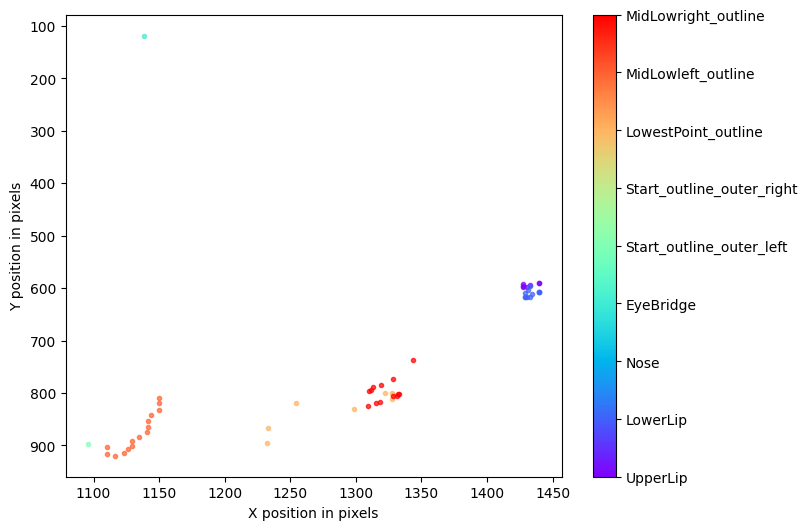 100
200
300
400
500
600
700
800
900
Y position in pixels
1100
1150
1200
1250
1300
1350
1400
1450
X position in pixels
MidLowright_outline
MidLowleft_outline
LowestPoint_outline
Start_outline_outer_right
Start_outline_outer_left
EyeBridge
Nose
LowerLip
UpperLip